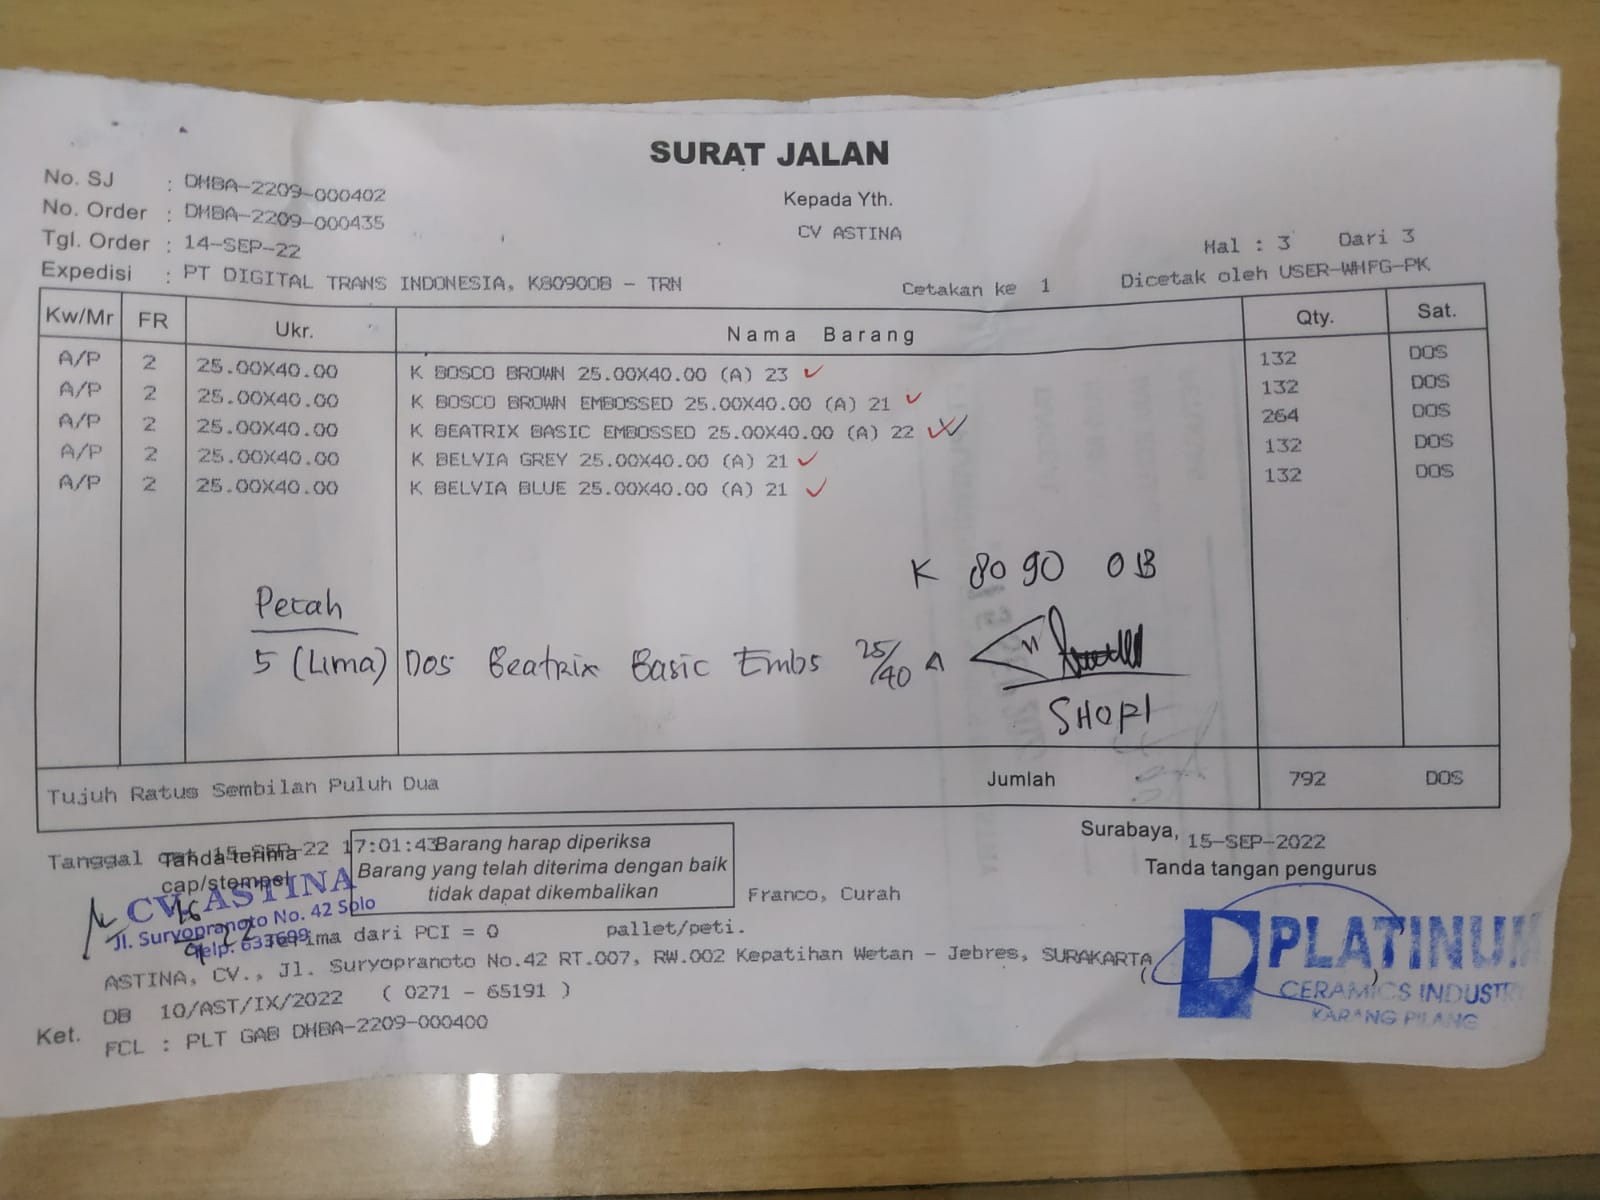 SURAT JALAN
No. SJ : DMBA-2209-000402
No. Order : DMBA-2209-000435
Tgl. Order : 14-SEP-22
Expedisi : PT DIGITAL TRANS INDONESIA, K8090OB - TRN
Kepada Yth.
CV ASTINA
Hal : 3 Dari 3
Cetakan ke 1 Dicetak oleh USER-WHFG-PK
Kw/Mr FR Ukr. Nama Barang Qty. Sat.
A/P 2 25.00X40.00 K BOSCO BROWN 25.00X40.00 (A) 23 132 DOS
A/P 2 25.00X40.00 K BOSCO BROWN EMBOSSED 25.00X40.00 (A) 21 132 DOS
A/P 2 25.00X40.00 K BEATRIX BASIC EMBOSSED 25.00X40.00 (A) 22 264 DOS
A/P 2 25.00X40.00 K BELVIA GREY 25.00X40.00 (A) 21 132 DOS
A/P 2 25.00X40.00 K BELVIA BLUE 25.00X40.00 (A) 21 132 DOS
K 8090 OB
Pecah
5 (Lima) Dos Beatrix Basic Embs 25/40 A
SHOPI
Tujuh Ratus Sembilan Puluh Dua Jumlah 792 DOS
Tanggal 15-SEP-22 17:01:43
Tanda terima
cap/stempel
Barang harap diperiksa
Barang yang telah diterima dengan baik
tidak dapat dikembalikan
Surabaya, 15-SEP-2022
Tanda tangan pengurus
Franco, Curah
CV. ASTINA
Jl. Suryopranoto No. 42 Solo
Telp. 633699
Terima dari PCI = 0 pallet/peti.
ASTINA, CV., Jl. Suryopranoto No.42 RT.007, RW.002 Kepatihan Wetan - Jebres, SURAKARTA
DB 10/AST/IX/2022 ( 0271 - 65191 )
Ket. FCL : PLT GAB DMBA-2209-000400
PLATINUM
CERAMICS INDUSTRY
KARANG PILANG